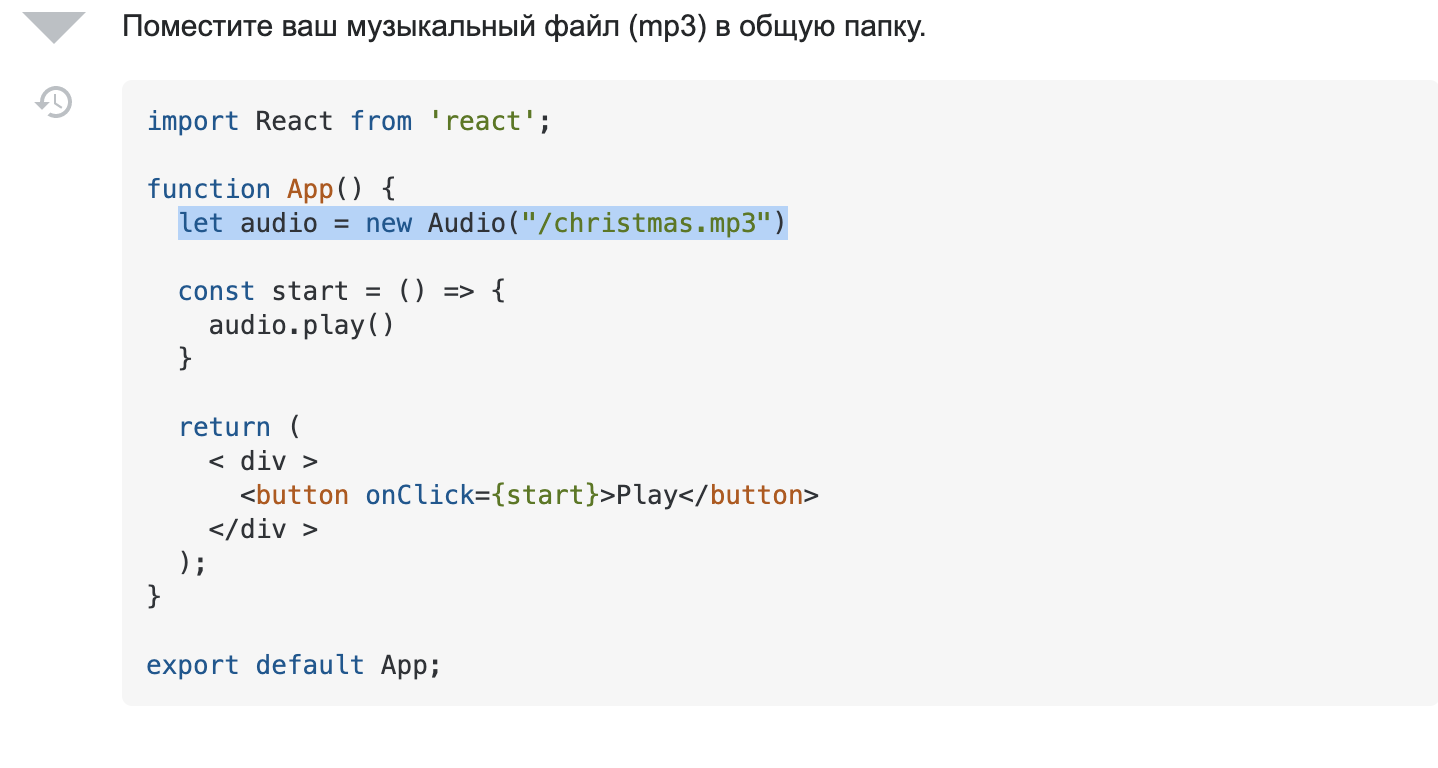 Поместите ваш музыкальный файл (mp3) в общую папку.
import React from 'react';
function App() {
  let audio = new Audio("/christmas.mp3")
  const start = () => {
    audio.play()
  }
  return (
    < div >
      <button onClick={start}>Play</button>
    </div >
  );
}
export default App;